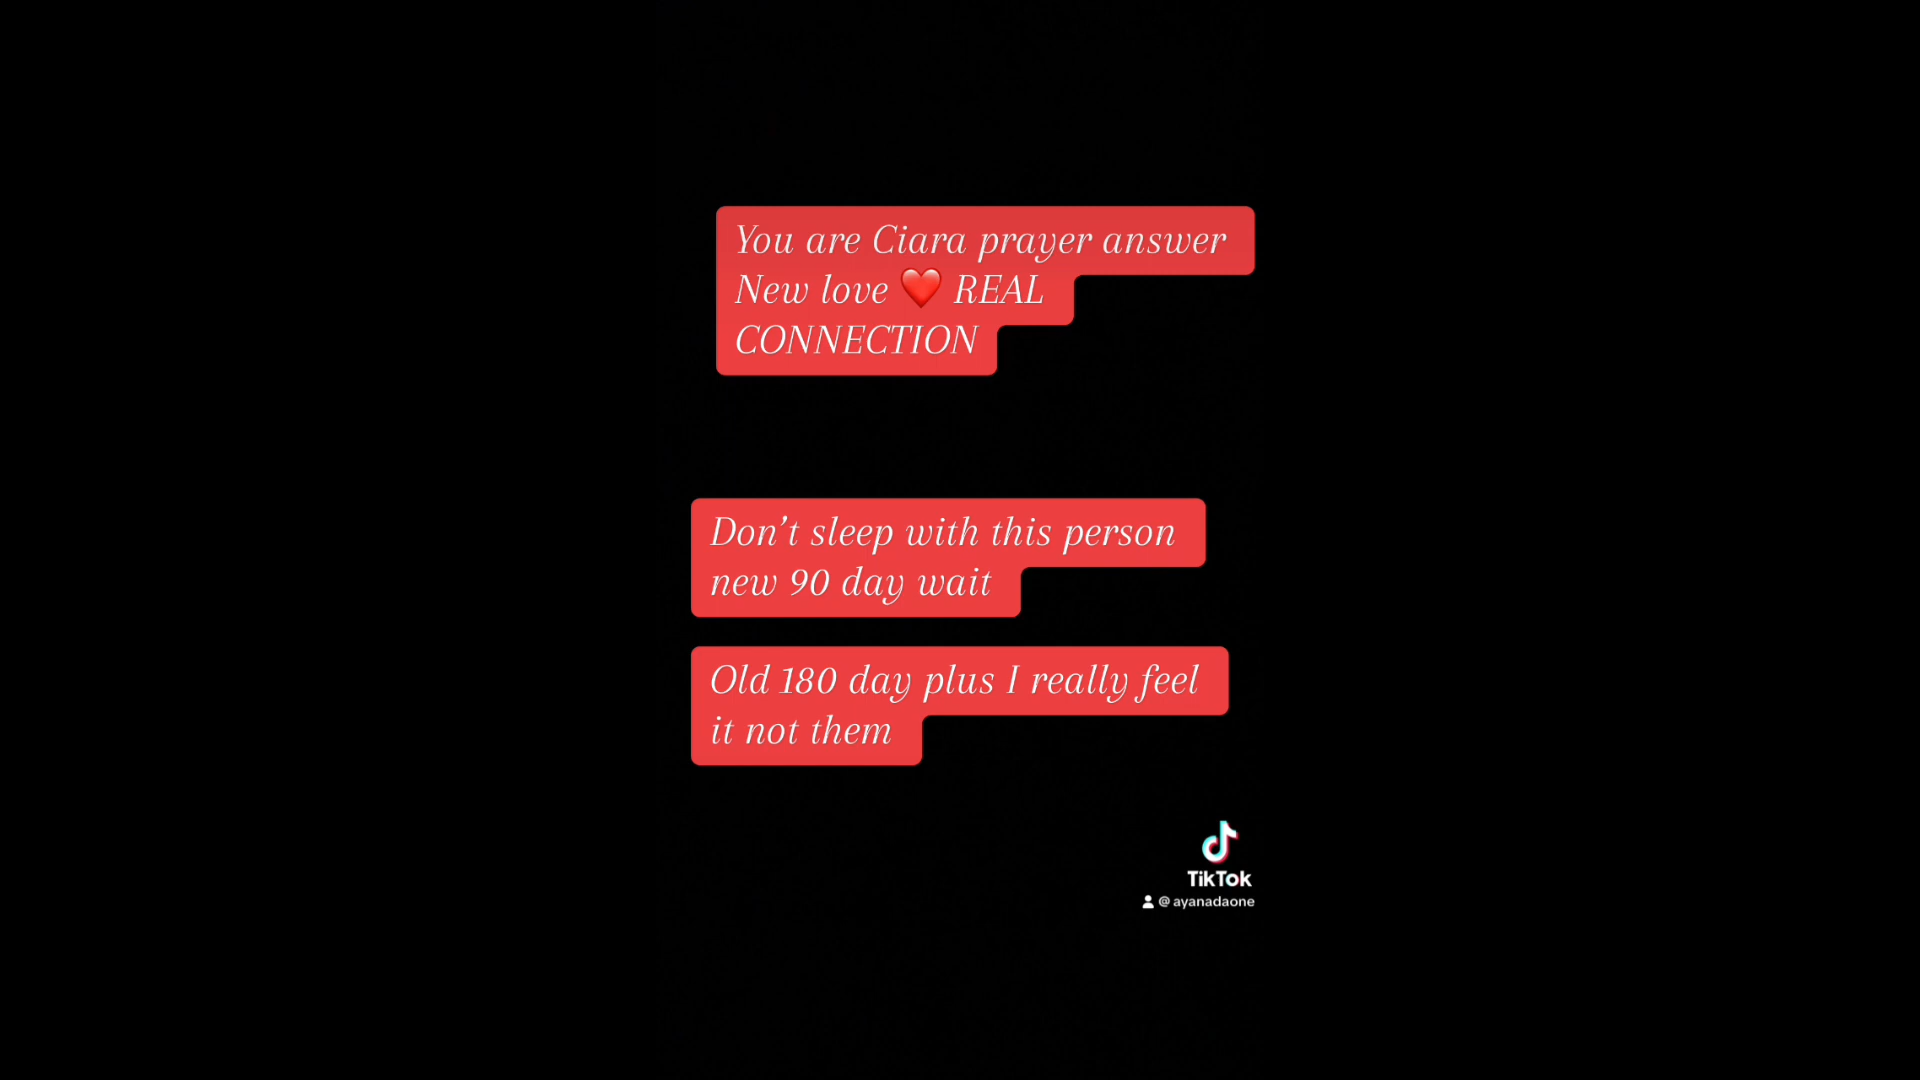 You are Ciara prayer answer
New love ❤️ REAL
CONNECTION
Don't sleep with this person
new 90 day wait
Old 180 day plus I really feel
it not them
TikTok
@ayanadaone